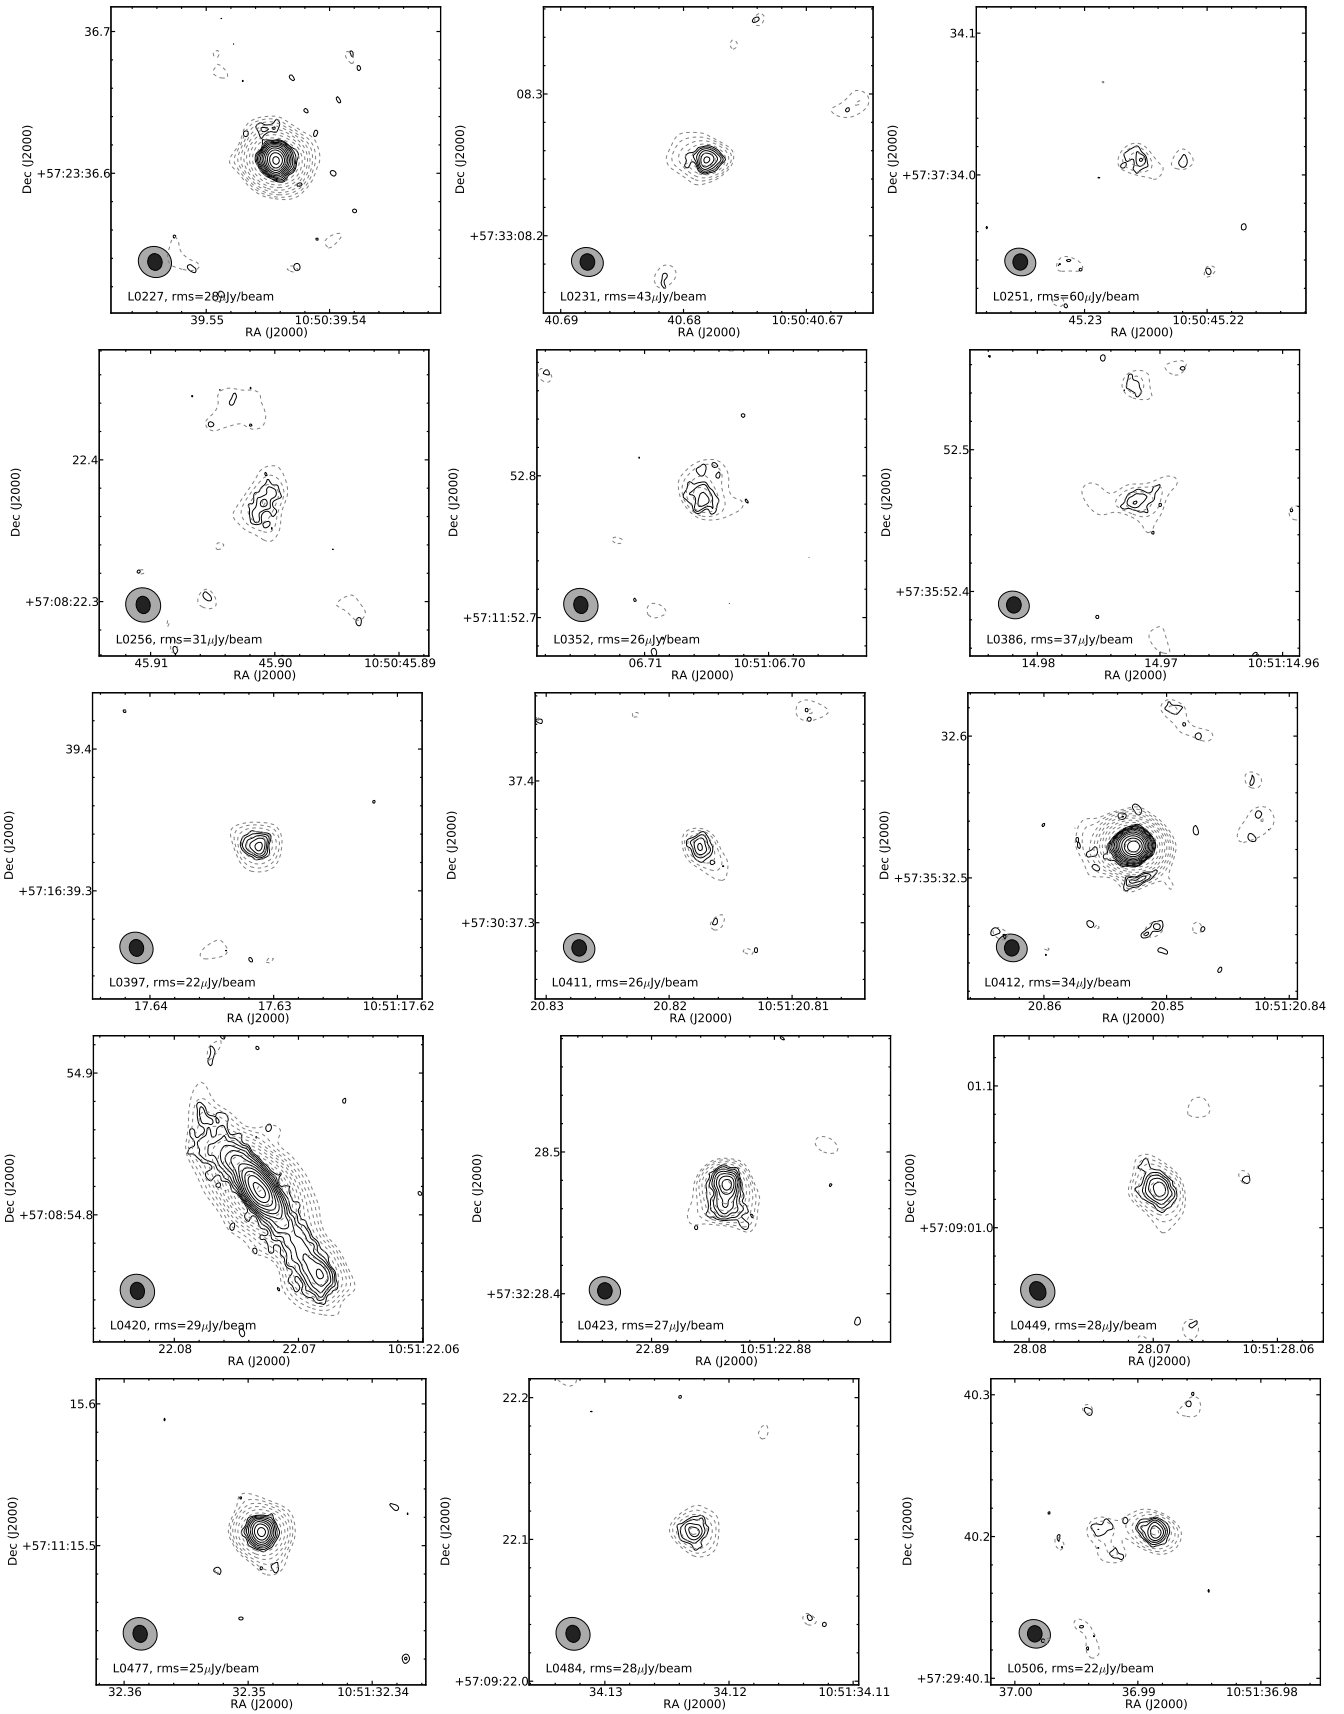 36.7
Dec (J2000)
+57:23:36.6
L0227, rms=28μJy/beam
39.55 10:50:39.54
RA (J2000)
08.3
Dec (J2000)
+57:33:08.2
L0231, rms=43μJy/beam
40.69 40.68 10:50:40.67
RA (J2000)
34.1
Dec (J2000)
+57:37:34.0
L0251, rms=60μJy/beam
45.23 10:50:45.22
RA (J2000)
22.4
Dec (J2000)
+57:08:22.3
L0256, rms=31μJy/beam
45.91 45.90 10:50:45.89
RA (J2000)
52.8
Dec (J2000)
+57:11:52.7
L0352, rms=26μJy/beam
06.71 10:51:06.70
RA (J2000)
52.5
Dec (J2000)
+57:35:52.4
L0386, rms=37μJy/beam
14.98 14.97 10:51:14.96
RA (J2000)
39.4
Dec (J2000)
+57:16:39.3
L0397, rms=22μJy/beam
17.64 17.63 10:51:17.62
RA (J2000)
37.4
Dec (J2000)
+57:30:37.3
L0411, rms=26μJy/beam
20.83 20.82 10:51:20.81
RA (J2000)
32.6
Dec (J2000)
+57:35:32.5
L0412, rms=34μJy/beam
20.86 20.85 10:51:20.84
RA (J2000)
54.9
Dec (J2000)
+57:08:54.8
L0420, rms=29μJy/beam
22.08 22.07 10:51:22.06
RA (J2000)
28.5
Dec (J2000)
+57:32:28.4
L0423, rms=27μJy/beam
22.89 10:51:22.88
RA (J2000)
01.1
Dec (J2000)
+57:09:01.0
L0449, rms=28μJy/beam
28.08 28.07 10:51:28.06
RA (J2000)
15.6
Dec (J2000)
+57:11:15.5
L0477, rms=25μJy/beam
32.36 32.35 10:51:32.34
RA (J2000)
22.2
Dec (J2000)
22.1
+57:09:22.0
L0484, rms=28μJy/beam
34.13 34.12 10:51:34.11
RA (J2000)
40.3
Dec (J2000)
40.2
+57:29:40.1
L0506, rms=22μJy/beam
37.00 36.99 10:51:36.98
RA (J2000)